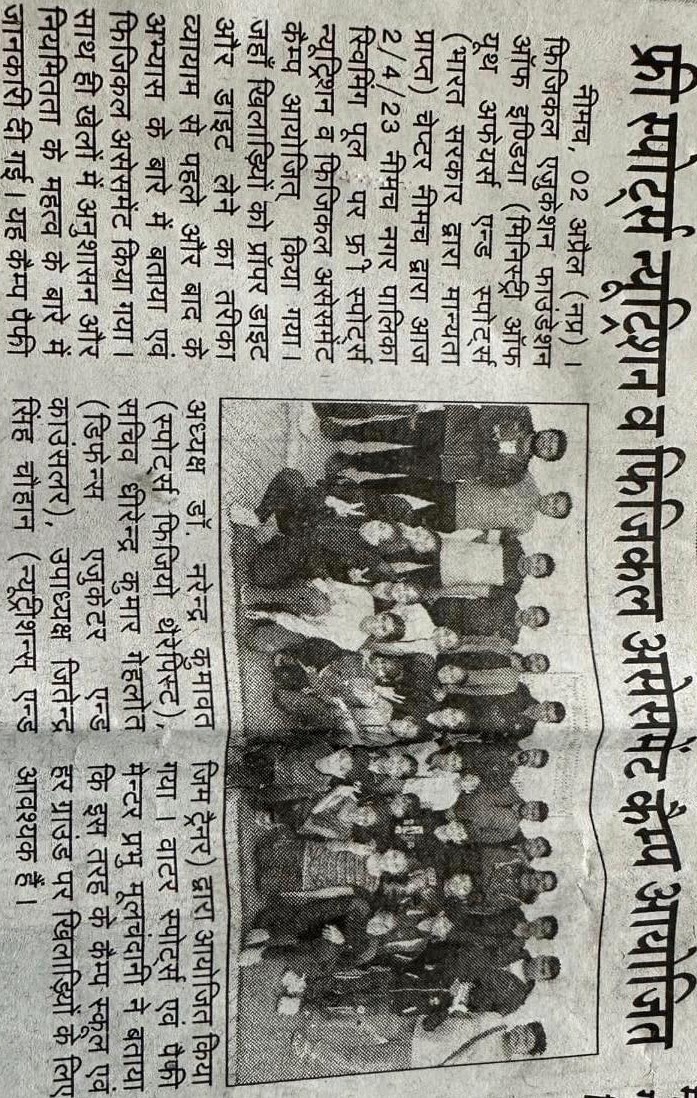 फ्री स्पोर्ट्स न्यूट्रिशन व फिजिकल असेसमेंट कैम्प आयोजित
नीमच, 02 अप्रैल (नप्र) ।
फिजिकल एजुकेशन फाउंडेशन
ऑफ इण्डिया (मिनिस्ट्री ऑफ
यूथ अफेयर्स एन्ड स्पोर्ट्स
(भारत सरकार द्वारा मान्यता
प्राप्त) चेप्टर नीमच द्वारा आज
2/4/23 नीमच नगर पालिका
स्विमिंग पूल पर फ्री स्पोर्ट्स
न्यूट्रिशन व फिजिकल असेसमेंट
कैम्प आयोजित् किया गया।
जहाँ खिलाड़ियों को प्रॉपर डाइट
और डाइट लेने का तरीका
व्यायाम से पहले और बाद के
अभ्यास के बारे में बताया एवं
फिजिकल असेसमेंट किया गया।
साथ ही खेलों में अनुशासन और
नियमितता के महत्व के बारे में
जानकारी दी गई। यह कैम्प पैफी
अध्यक्ष डॉ. नरेन्द्र कुमावत
(स्पोर्ट्स फिजियो थैरेपिस्ट),
सचिव धीरेन्द्र कुमार गेहलोत
(डिफेन्स एजुकेटर एन्ड
काउंसलर), उपाध्यक्ष जितेन्द्र
सिंह चौहान (न्यूट्रीशन्स् एन्ड
जिम ट्रैनर) द्वारा आयोजित किया
गया । वाटर स्पोर्ट्स एवं पैफी
मेन्टर प्रभु मूलचंदानी ने बताया
कि इस तरह के कैम्प स्कूल एवं
हर ग्राउंड पर खिलाड़ियों के लिए
आवश्यक हैं ।